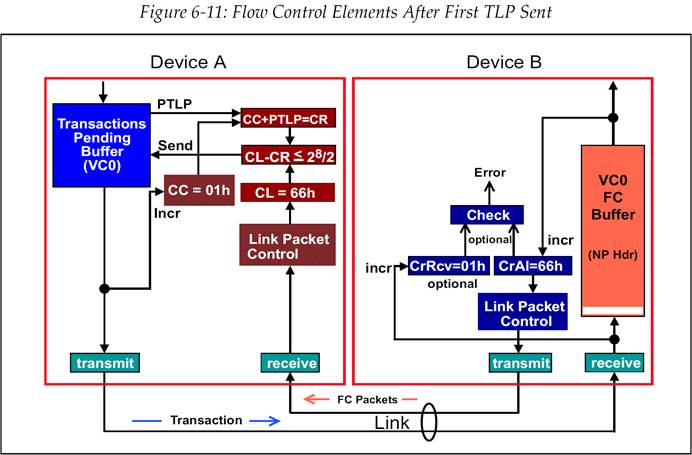 Figure 6-11: Flow Control Elements After First TLP Sent
Device A
Device B
PTLP
Transactions
Pending
Buffer
(VC0)
CC+PTLP=CR
Send
CL-CR ≤ 2⁸/2
CC = 01h
CL = 66h
Incr
Link Packet
Control
transmit
receive
Error
Check
optional
incr
VC0
FC
Buffer
(NP Hdr)
incr
CrRcv=01h
optional
CrAl=66h
Link Packet
Control
transmit
receive
FC Packets
Transaction
Link